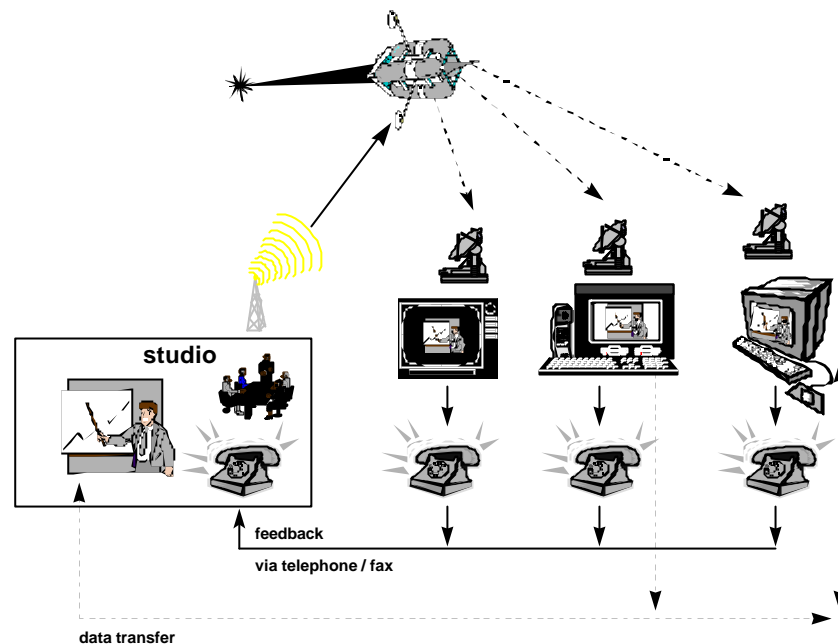 studio
feedback
via telephone / fax
data transfer